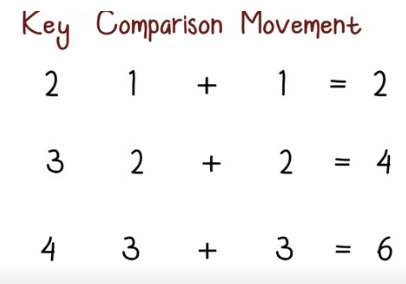 Key Comparison Movement
2 1 + 1 = 2
3 2 + 2 = 4
4 3 + 3 = 6